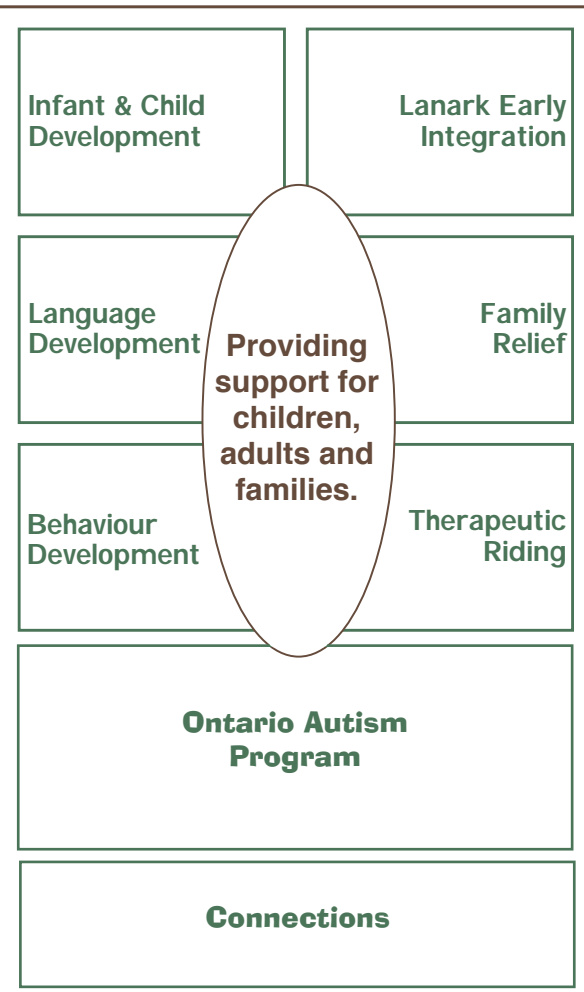 Infant & Child
Development
Lanark Early
Integration
Language
Development
Family
Relief
Providing
support for
children,
adults and
families.
Behaviour
Development
Therapeutic
Riding
Ontario Autism
Program
Connections